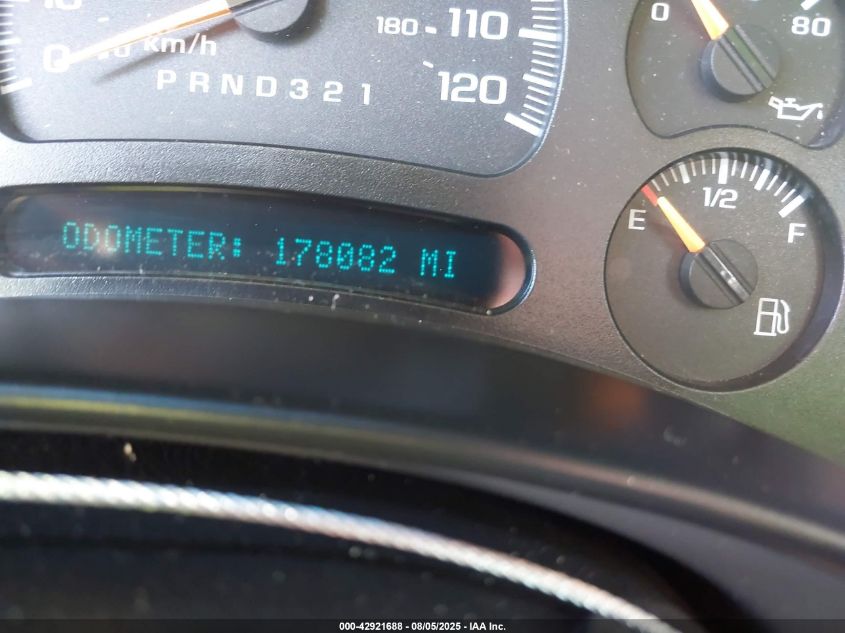 110
0
80
180
0
km/h
120
PRND321
1/2
E
F
ODOMETER: 178082 MI
000-42921688 - 08/05/2025 - IAA Inc.